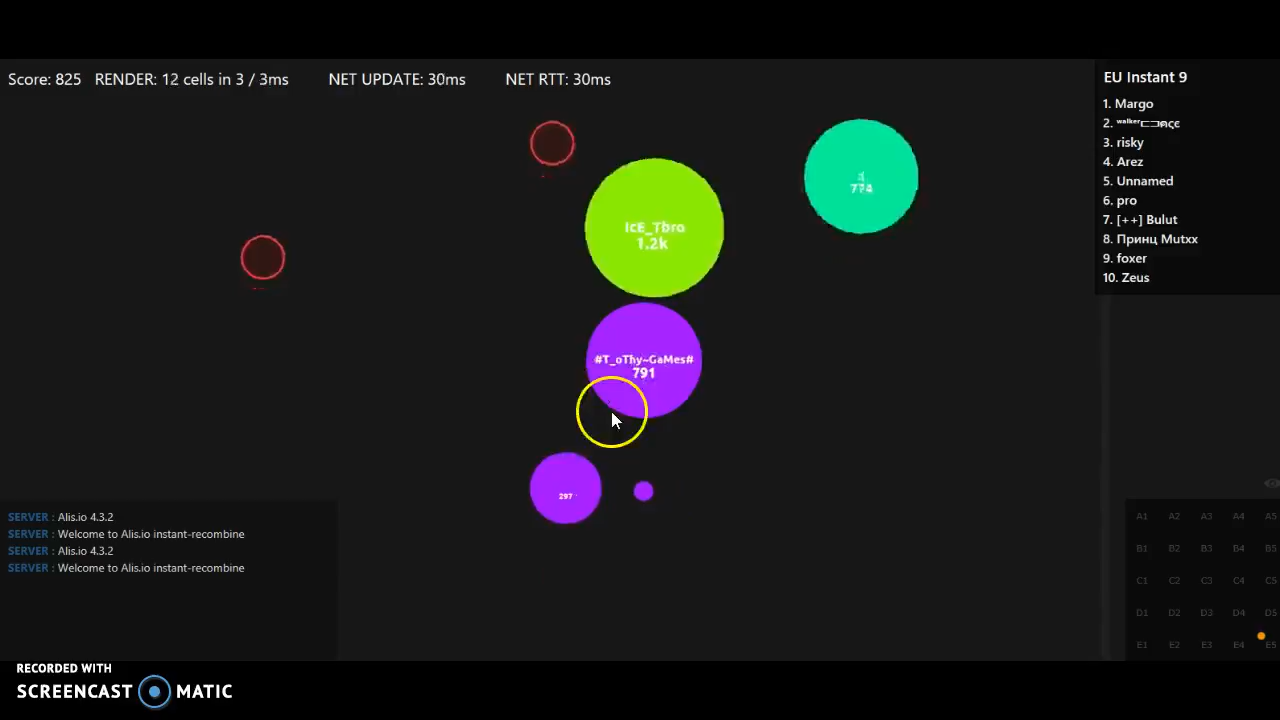 Score: 825 RENDER: 12 cells in 3 / 3ms NET UPDATE: 30ms NET RTT: 30ms
EU Instant 9
1. Margo
2. ʷᵃˡᵏᵉʳ
3. risky
4. Arez
5. Unnamed
6. pro
7. [++] Bulut
8. Принц Mutxx
9. foxer
10. Zeus
IcE_Tbro
1.2k
774
#T_oThy~GaMes#
791
297
SERVER : Alis.io 4.3.2
SERVER : Welcome to Alis.io instant-recombine
SERVER : Alis.io 4.3.2
SERVER : Welcome to Alis.io instant-recombine
A1 A2 A3 A4 A5
B1 B2 B3 B4 B5
C1 C2 C3 C4 C5
D1 D2 D3 D4 D5
E1 E2 E3 E4 E5
RECORDED WITH
SCREENCAST MATIC